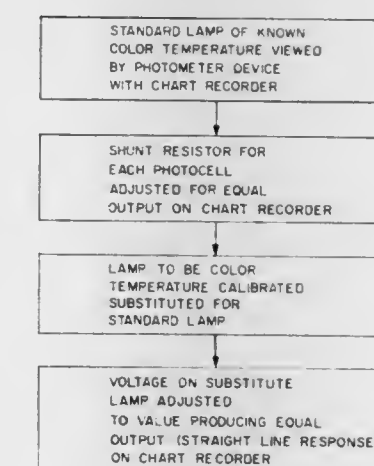 STANDARD LAMP OF KNOWN
COLOR TEMPERATURE VIEWED
BY PHOTOMETER DEVICE
WITH CHART RECORDER
SHUNT RESISTOR FOR
EACH PHOTOCELL
ADJUSTED FOR EQUAL
OUTPUT ON CHART RECORDER
LAMP TO BE COLOR
TEMPERATURE CALIBRATED
SUBSTITUTED FOR
STANDARD LAMP
VOLTAGE ON SUBSTITUTE
LAMP ADJUSTED
TO VALUE PRODUCING EQUAL
OUTPUT (STRAIGHT LINE RESPONSE
ON CHART RECORDER